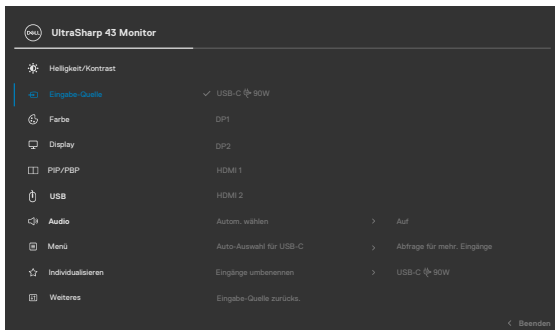 DELL UltraSharp 43 Monitor
Helligkeit/Kontrast
Eingabe-Quelle USB-C 90W
Farbe DP1
Display DP2
PIP/PBP HDMI 1
USB HDMI 2
Audio Autom. wählen > Auf
Menü Auto-Auswahl für USB-C > Abfrage für mehr. Eingänge
Individualisieren Eingänge umbenennen > USB-C 90W
Weiteres Eingabe-Quelle zurücks.
< Beenden